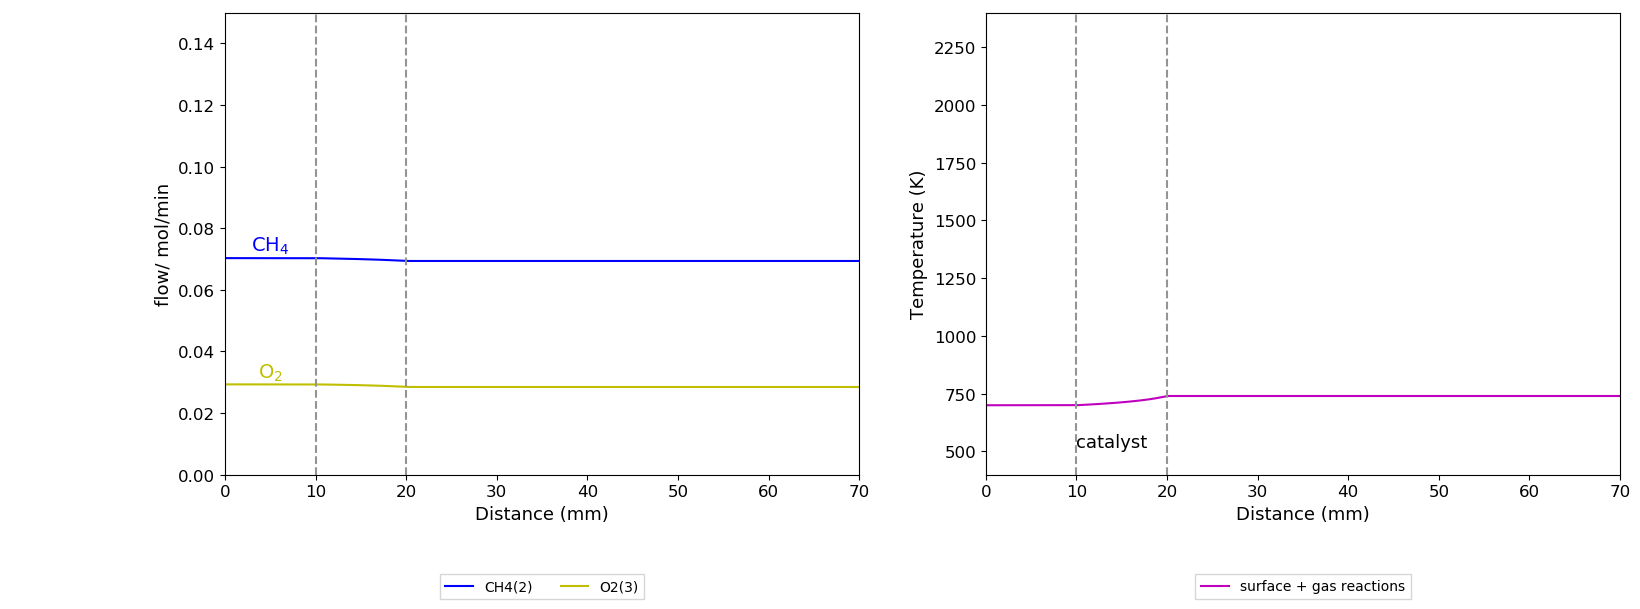 0.14
0.12
0.10
0.08
0.06
0.04
0.02
0.00
flow/ mol/min
CH₄
O₂
0 10 20 30 40 50 60 70
Distance (mm)
CH4(2) O2(3)
2250
2000
1750
1500
1250
1000
750
500
Temperature (K)
catalyst
0 10 20 30 40 50 60 70
Distance (mm)
surface + gas reactions